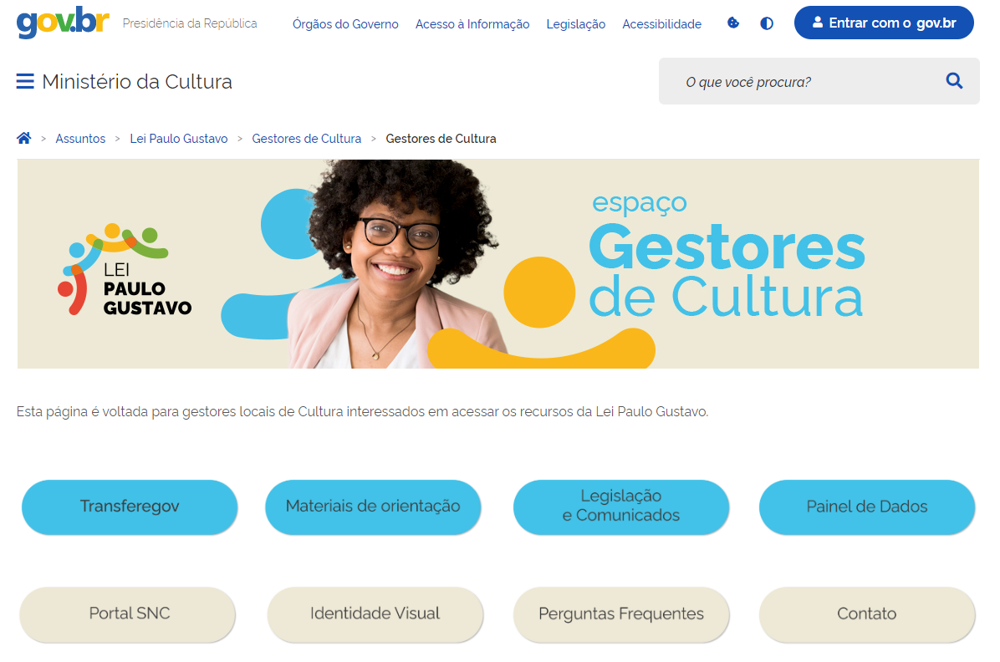 gov.br
Presidência da República
Órgãos do Governo
Acesso à Informação
Legislação
Acessibilidade
Entrar com o gov.br
Ministério da Cultura
O que você procura?
> Assuntos > Lei Paulo Gustavo > Gestores de Cultura > Gestores de Cultura
LEI
PAULO
GUSTAVO
espaço
Gestores
de Cultura
Esta página é voltada para gestores locais de Cultura interessados em acessar os recursos da Lei Paulo Gustavo.
Transferegov
Materiais de orientação
Legislação
e Comunicados
Painel de Dados
Portal SNC
Identidade Visual
Perguntas Frequentes
Contato